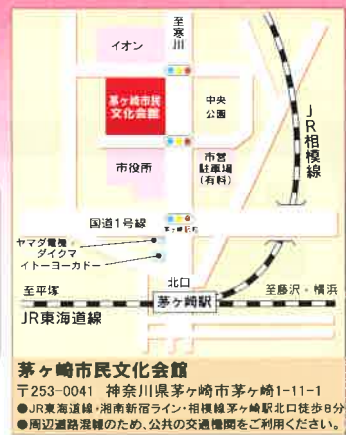 至寒川
イオン
茅ヶ崎市民
文化会館
中央
公園
JR相模線
市役所
市営
駐車場
(有料)
国道1号線
茅ヶ崎駅前
ヤマダ電機・
ダイクマ
イトーヨーカドー
北口
至平塚
茅ヶ崎駅
至藤沢・横浜
JR東海道線
茅ヶ崎市民文化会館
〒253-0041 神奈川県茅ヶ崎市茅ヶ崎1-11-1
●JR東海道線・湘南新宿ライン・相模線茅ヶ崎駅北口徒歩8分
●周辺道路混雑のため、公共の交通機関をご利用ください。